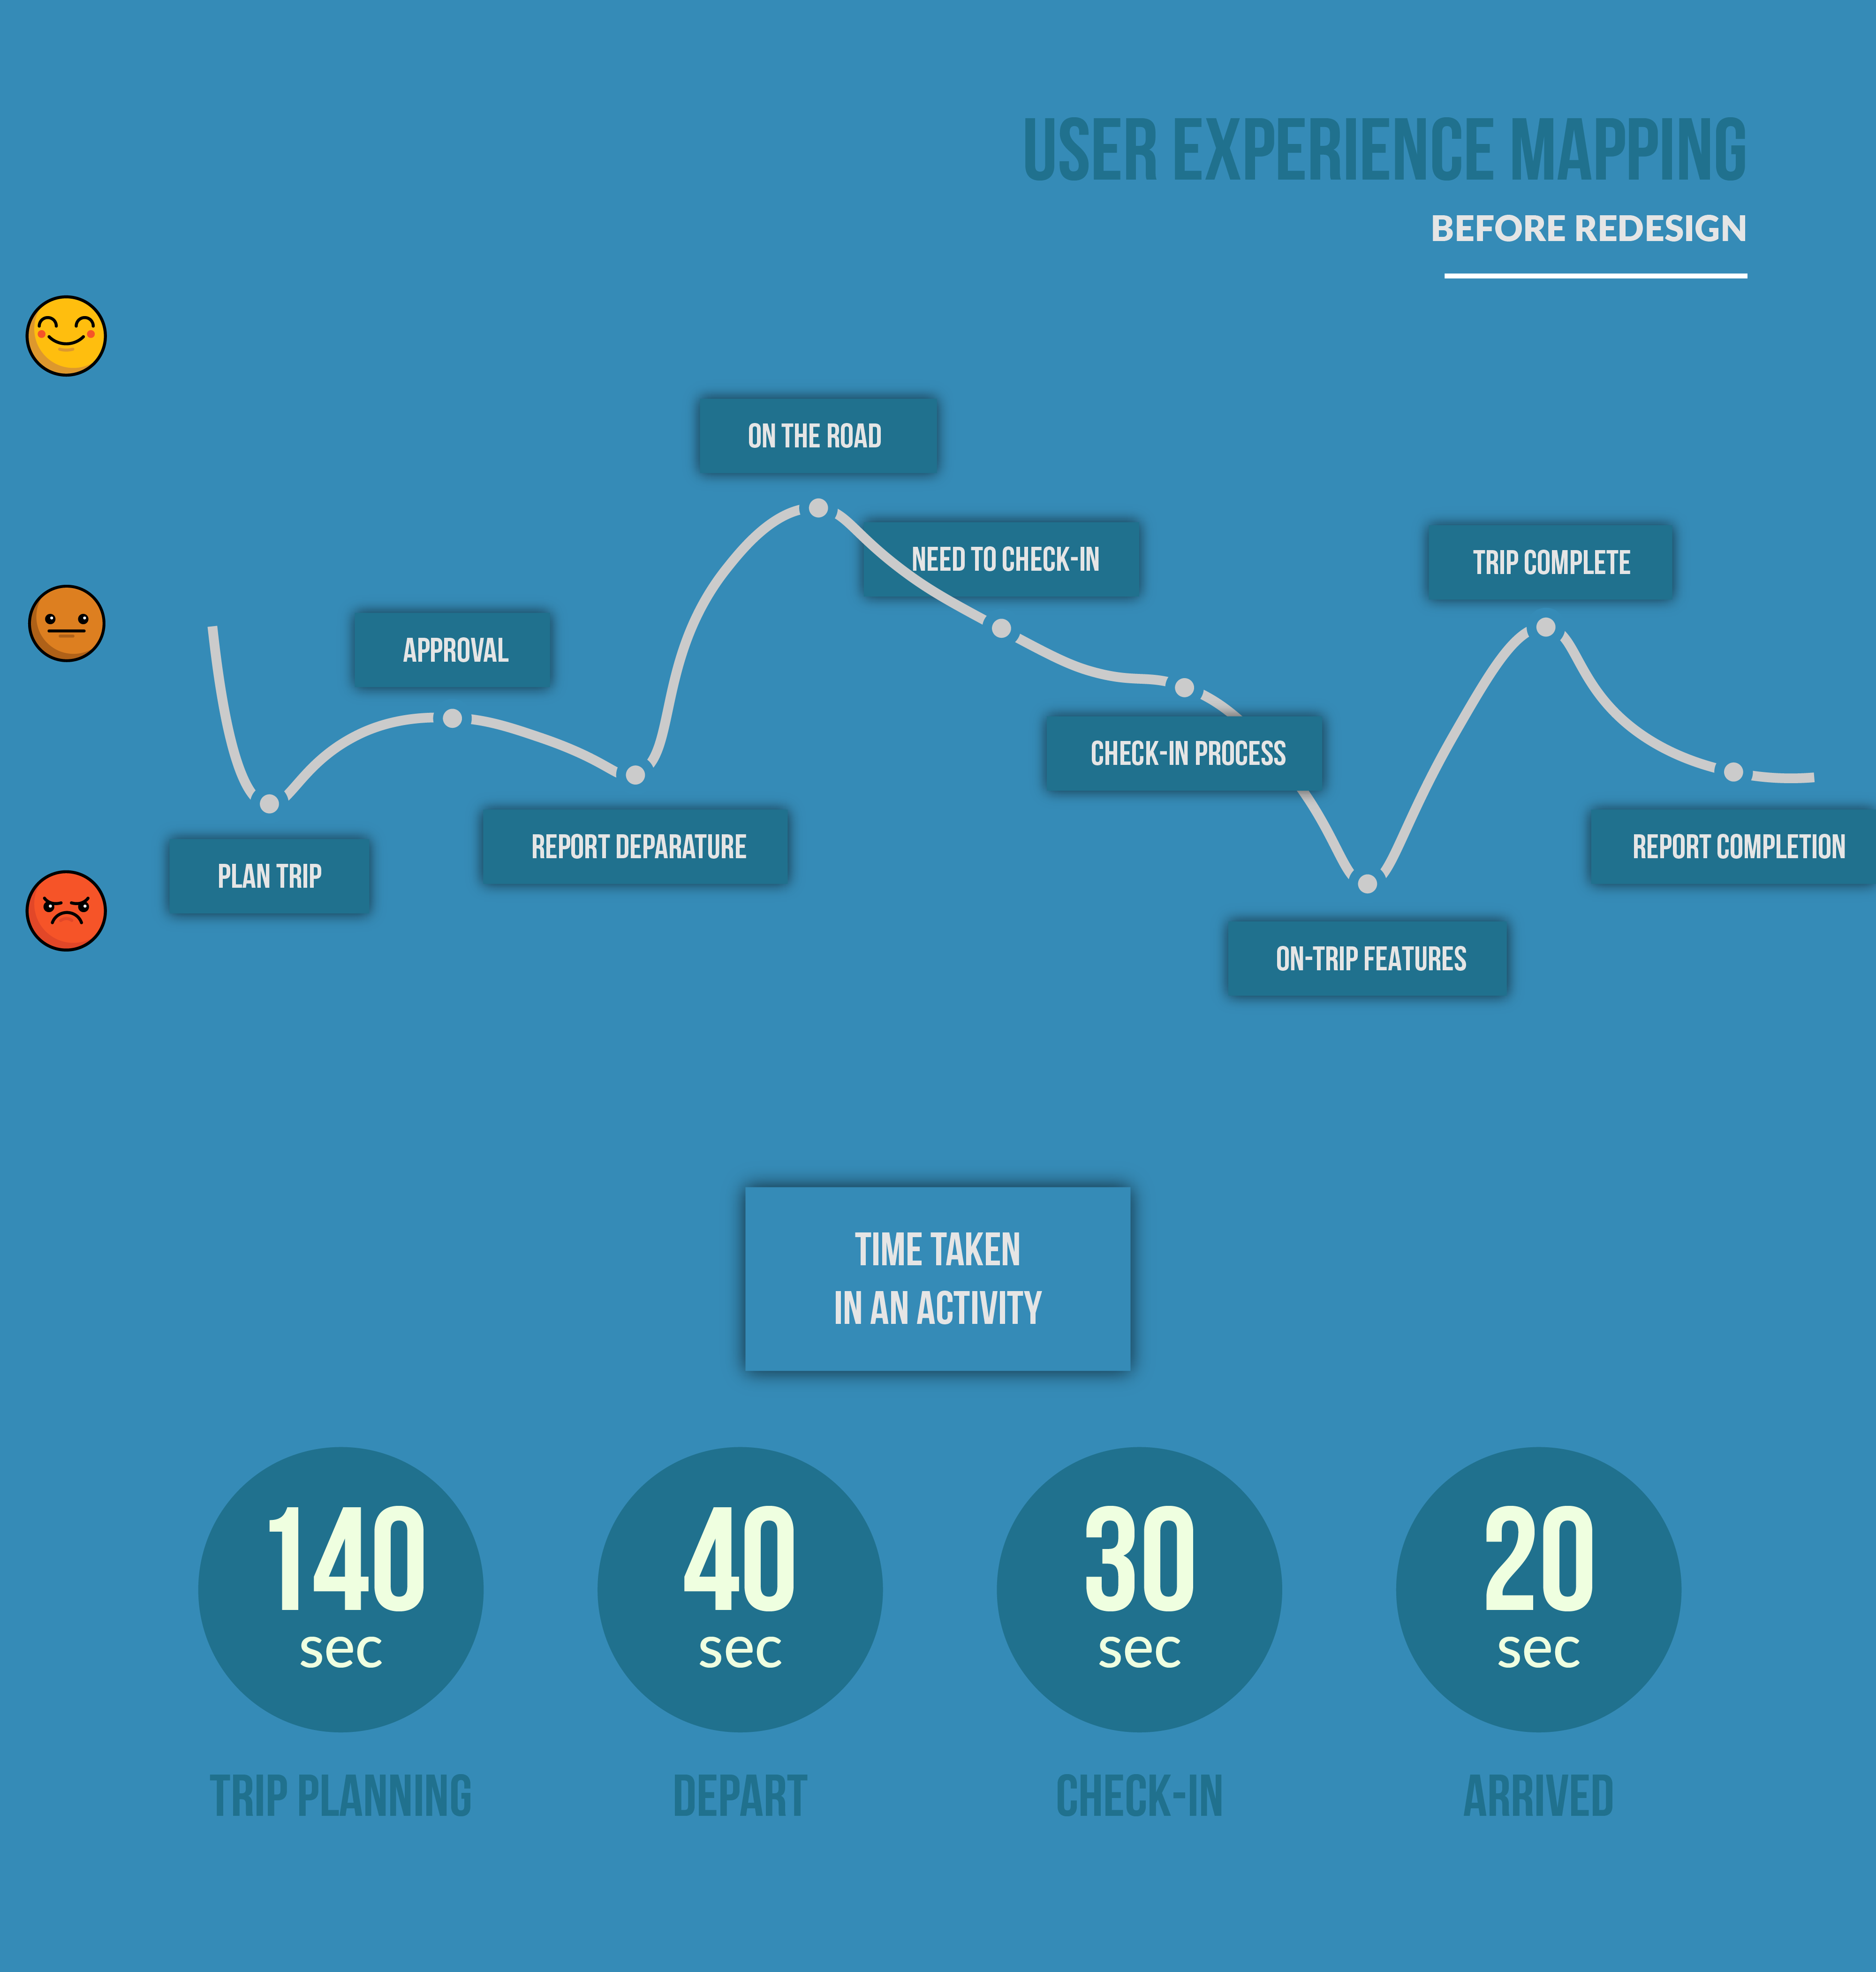 USER EXPERIENCE MAPPING
BEFORE REDESIGN
ON THE ROAD
NEED TO CHECK-IN
TRIP COMPLETE
APPROVAL
CHECK-IN PROCESS
REPORT DEPARATURE
REPORT COMPLETION
PLAN TRIP
ON-TRIP FEATURES
TIME TAKEN
IN AN ACTIVITY
140
sec
TRIP PLANNING
40
sec
DEPART
30
sec
CHECK-IN
20
sec
ARRIVED